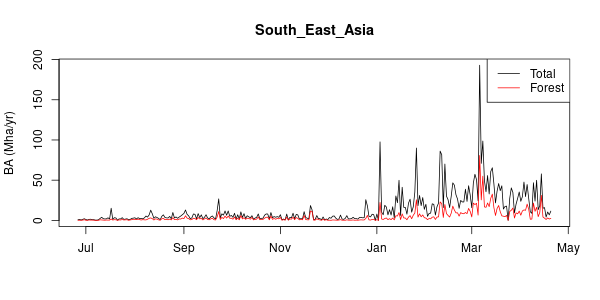 South_East_Asia
BA (Mha/yr)
200
150
100
50
0
Total
Forest
Jul Sep Nov Jan Mar May